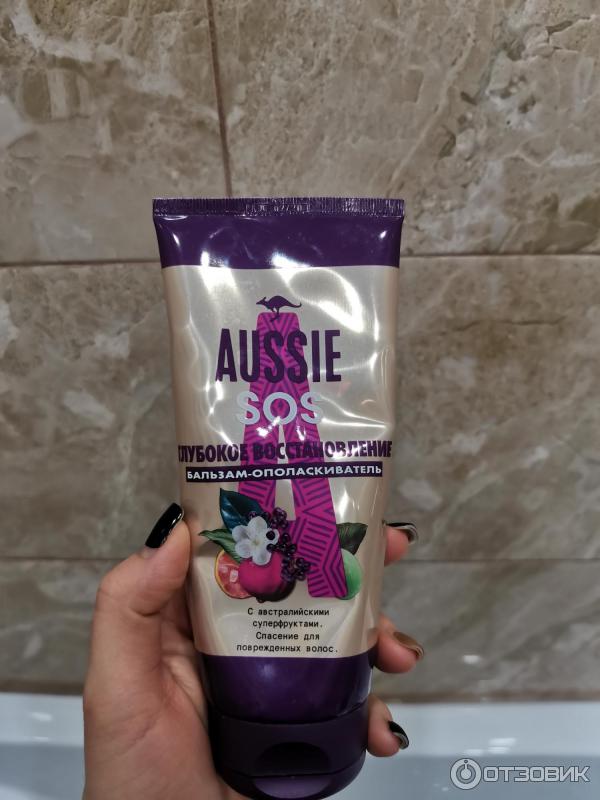 AUSSIE
SOS
ГЛУБОКОЕ ВОССТАНОВЛЕНИЕ
БАЛЬЗАМ-ОПОЛАСКИВАТЕЛЬ
С австралийскими
суперфруктами.
Спасение для
поврежденных волос.
ОТЗОВИК